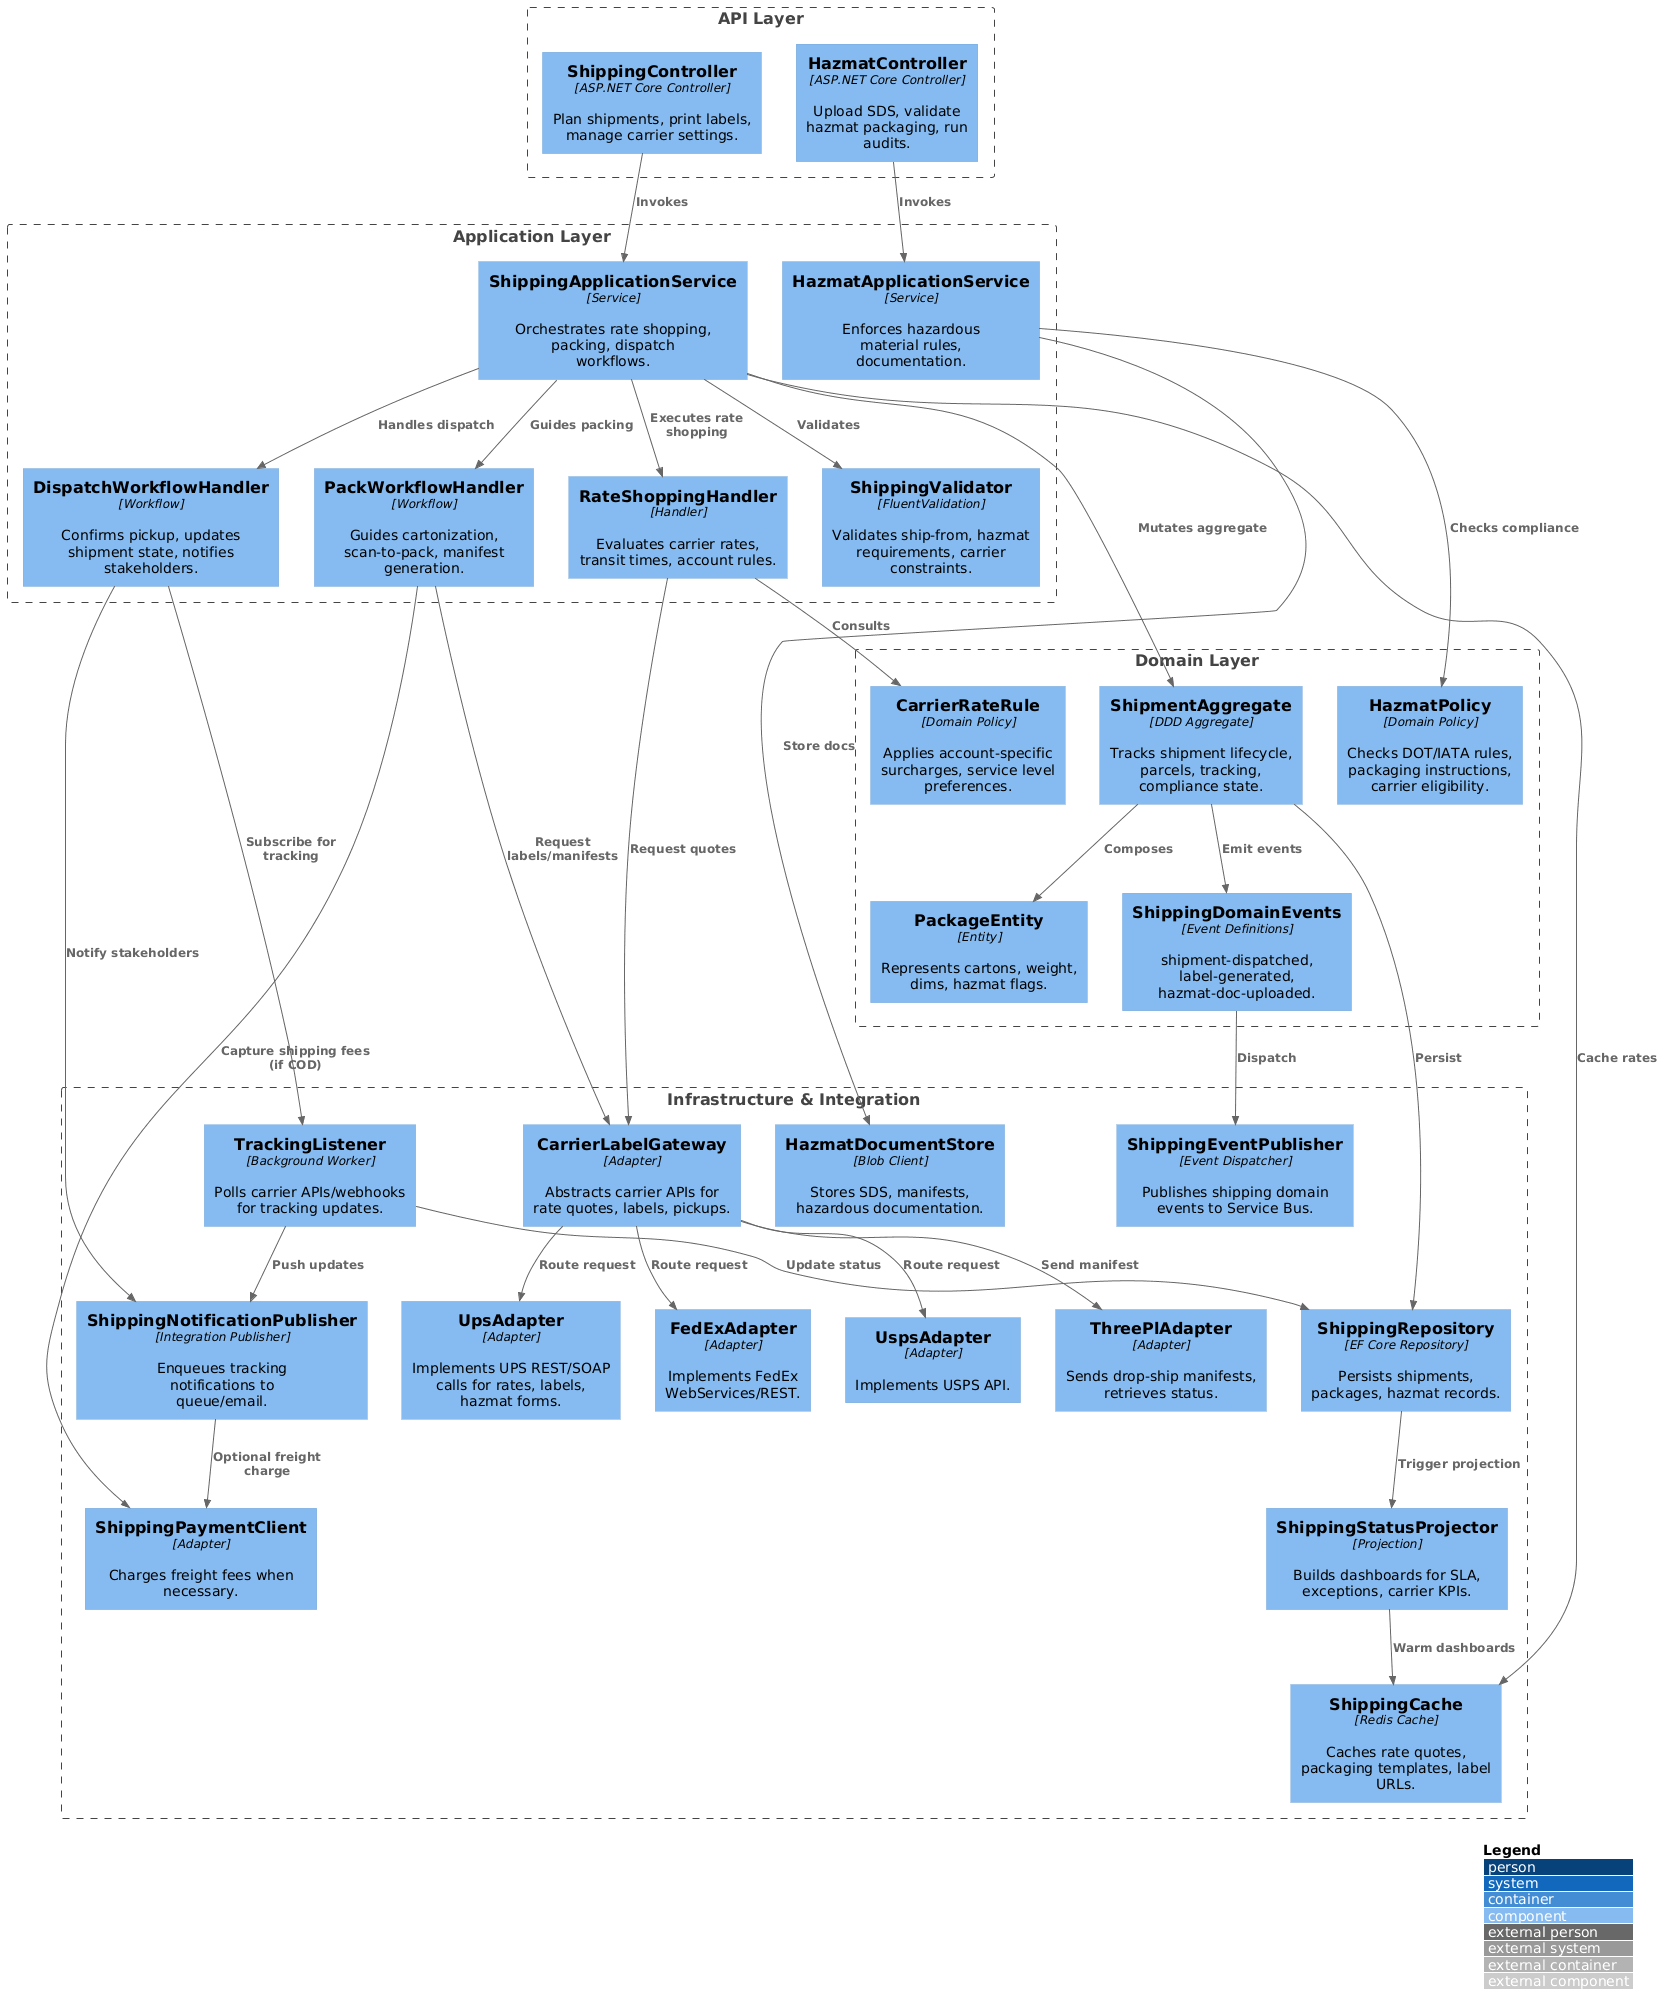 API Layer
ShippingController
[ASP.NET Core Controller]
Plan shipments, print labels,
manage carrier settings.
HazmatController
[ASP.NET Core Controller]
Upload SDS, validate
hazmat packaging, run
audits.
Invokes
Invokes
Application Layer
ShippingApplicationService
[Service]
Orchestrates rate shopping,
packing, dispatch
workflows.
HazmatApplicationService
[Service]
Enforces hazardous
material rules,
documentation.
Handles dispatch
Guides packing
Executes rate
shopping
Validates
DispatchWorkflowHandler
[Workflow]
Confirms pickup, updates
shipment state, notifies
stakeholders.
PackWorkflowHandler
[Workflow]
Guides cartonization,
scan-to-pack, manifest
generation.
RateShoppingHandler
[Handler]
Evaluates carrier rates,
transit times, account rules.
ShippingValidator
[FluentValidation]
Validates ship-from, hazmat
requirements, carrier
constraints.
Mutates aggregate
Checks compliance
Consults
Domain Layer
CarrierRateRule
[Domain Policy]
Applies account-specific
surcharges, service level
preferences.
ShipmentAggregate
[DDD Aggregate]
Tracks shipment lifecycle,
parcels, tracking,
compliance state.
HazmatPolicy
[Domain Policy]
Checks DOT/IATA rules,
packaging instructions,
carrier eligibility.
Store docs
Subscribe for
tracking
Request
labels/manifests
Request quotes
Composes
Emit events
PackageEntity
[Entity]
Represents cartons, weight,
dims, hazmat flags.
ShippingDomainEvents
[Event Definitions]
shipment-dispatched,
label-generated,
hazmat-doc-uploaded.
Notify stakeholders
Capture shipping fees
(if COD)
Dispatch
Persist
Cache rates
Infrastructure & Integration
TrackingListener
[Background Worker]
Polls carrier APIs/webhooks
for tracking updates.
CarrierLabelGateway
[Adapter]
Abstracts carrier APIs for
rate quotes, labels, pickups.
HazmatDocumentStore
[Blob Client]
Stores SDS, manifests,
hazardous documentation.
ShippingEventPublisher
[Event Dispatcher]
Publishes shipping domain
events to Service Bus.
Push updates
Route request
Route request
Update status
Route request
Send manifest
ShippingNotificationPublisher
[Integration Publisher]
Enqueues tracking
notifications to
queue/email.
UpsAdapter
[Adapter]
Implements UPS REST/SOAP
calls for rates, labels,
hazmat forms.
FedExAdapter
[Adapter]
Implements FedEx
WebServices/REST.
UspsAdapter
[Adapter]
Implements USPS API.
ThreePlAdapter
[Adapter]
Sends drop-ship manifests,
retrieves status.
ShippingRepository
[EF Core Repository]
Persists shipments,
packages, hazmat records.
Optional freight
charge
Trigger projection
ShippingPaymentClient
[Adapter]
Charges freight fees when
necessary.
ShippingStatusProjector
[Projection]
Builds dashboards for SLA,
exceptions, carrier KPIs.
Warm dashboards
ShippingCache
[Redis Cache]
Caches rate quotes,
packaging templates, label
URLs.
Legend
person
system
container
component
external person
external system
external container
external component